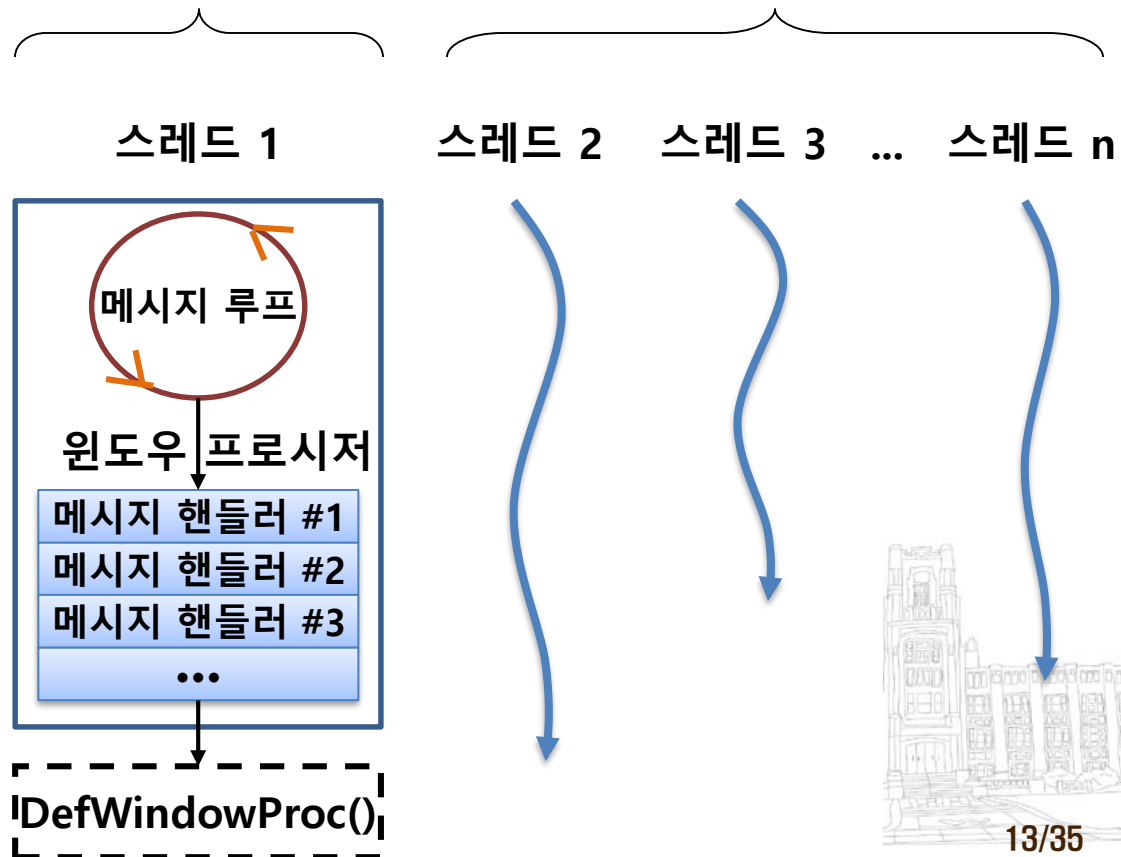 스레드 1
스레드 2
스레드 3
...
스레드 n
메시지 루프
윈도우 프로시저
메시지 핸들러 #1
메시지 핸들러 #2
메시지 핸들러 #3
...
DefWindowProc()
13/35